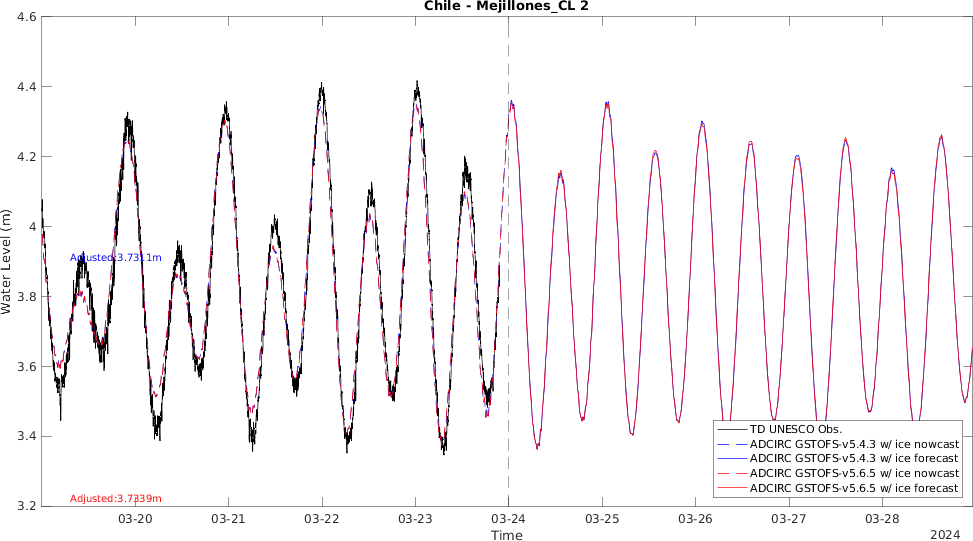 Chile - Mejillones_CL 2
4.6
4.4
4.2
4
3.8
3.6
3.4
3.2
Water Level (m)
Adjusted:3.7311m
Adjusted:3.7339m
TD UNESCO Obs.
ADCIRC GSTOFS-v5.4.3 w/ ice nowcast
ADCIRC GSTOFS-v5.4.3 w/ ice forecast
ADCIRC GSTOFS-v5.6.5 w/ ice nowcast
ADCIRC GSTOFS-v5.6.5 w/ ice forecast
03-20 03-21 03-22 03-23 03-24 03-25 03-26 03-27 03-28
Time
2024